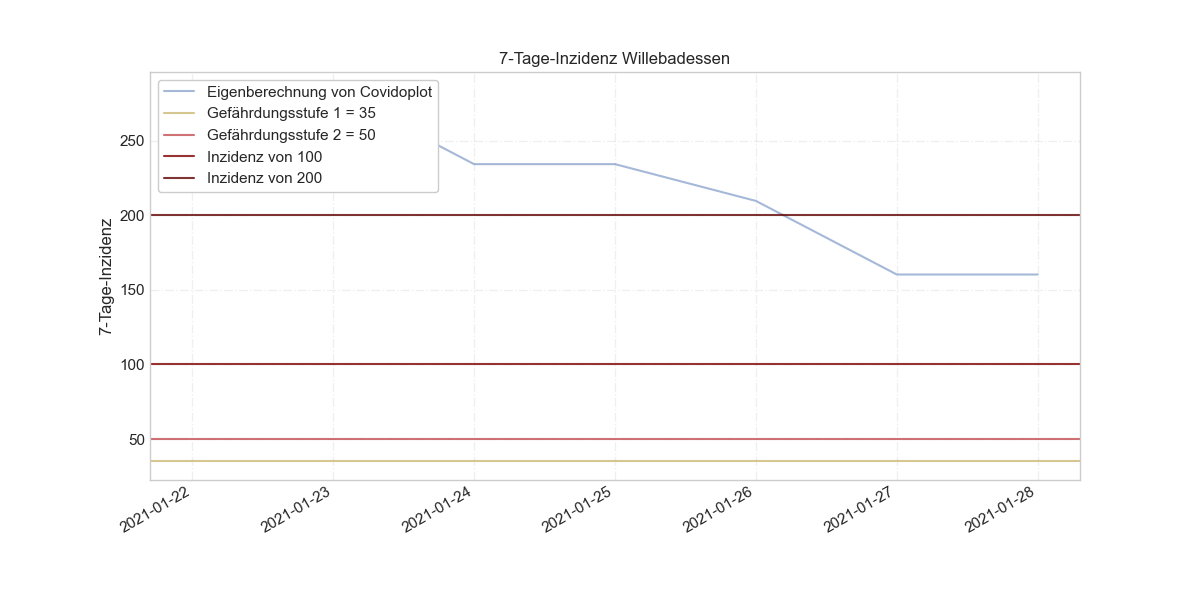 7-Tage-Inzidenz Willebadessen
Eigenberechnung von Covidoplot
Gefährdungsstufe 1 = 35
Gefährdungsstufe 2 = 50
Inzidenz von 100
Inzidenz von 200
7-Tage-Inzidenz
250
200
150
100
50
2021-01-22
2021-01-23
2021-01-24
2021-01-25
2021-01-26
2021-01-27
2021-01-28